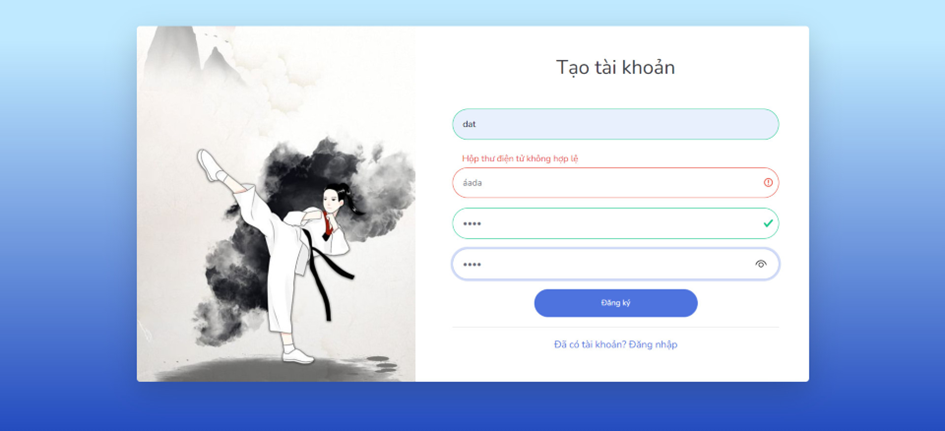 Tạo tài khoản
dat
Hộp thư điện tử không hợp lệ
áada
Đăng ký
Đã có tài khoản? Đăng nhập